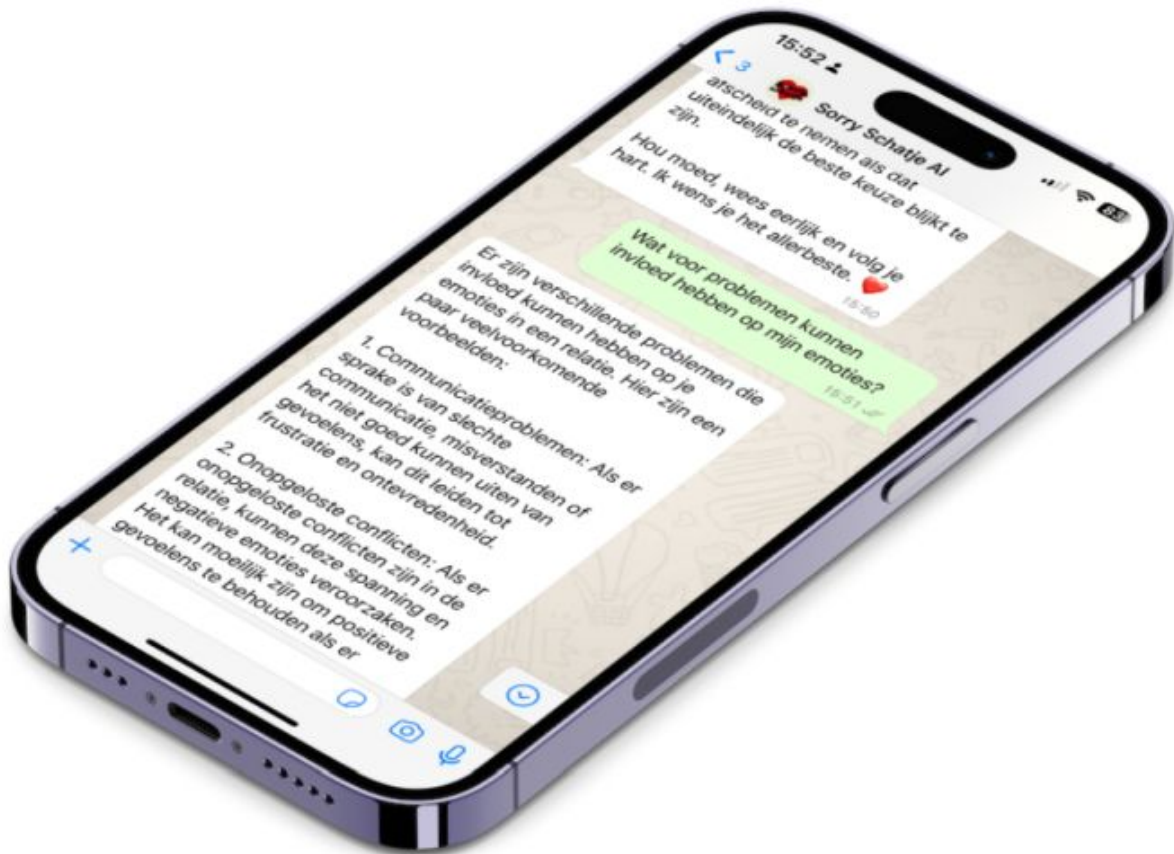 15:52
3
Sorry Schatje AI
83
afscheid te nemen als dat
uiteindelijk de beste keuze blijkt te
zijn.
Hou moed, wees eerlijk en volg je
hart. Ik wens je het allerbeste. ❤️
15:50
Wat voor problemen kunnen
invloed hebben op mijn emoties?
15:51
Er zijn verschillende problemen die
invloed kunnen hebben op je
emoties in een relatie. Hier zijn een
paar veelvoorkomende
voorbeelden:
1. Communicatieproblemen: Als er
sprake is van slechte
communicatie, misverstanden of
het niet goed kunnen uiten van
gevoelens, kan dit leiden tot
frustratie en ontevredenheid.
2. Onopgeloste conflicten: Als er
onopgeloste conflicten zijn in de
relatie, kunnen deze spanning en
negatieve emoties veroorzaken.
Het kan moeilijk zijn om positieve
gevoelens te behouden als er